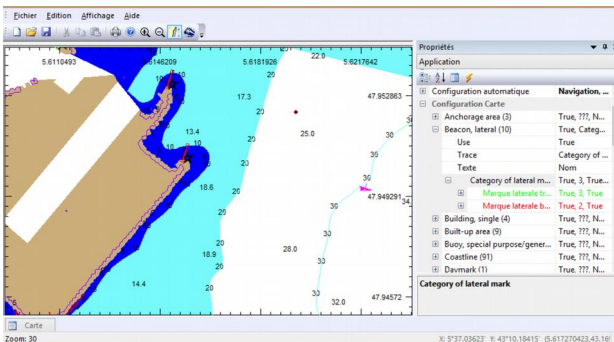 Fichier Edition Affichage Aide
Propriétés
Application
Configuration automatique Navigation, ...
Configuration Carte
Anchorage area (3) True, ???, N...
Beacon, lateral (10) True, Categ...
Use True
Trace Category of ...
Texte Nom
Category of lateral m... True, 3, True...
Marque laterale tr... True, 3, True
Marque laterale b... True, 2, True
Building, single (4) True, ???, N...
Built-up area (9) True, ???, N...
Buoy, special purpose/gener... True, ???, N...
Coastline (91) True, ???, N...
Daymark (1) True, ???, N...
Category of lateral mark
5.6110493 5.6146209 5.6181926 5.6217642
22.0
10 10
20
17.3
47.952863
20
13.4
25.0
30
20
30
18.6
30
47.949291
34
20
30
20
18.9
28.0
20
14.4
30
32.0
47.94572
Carte
Zoom: 30
X: 5°37.03623' Y: 43°10.18415' (5.617270423,43.16